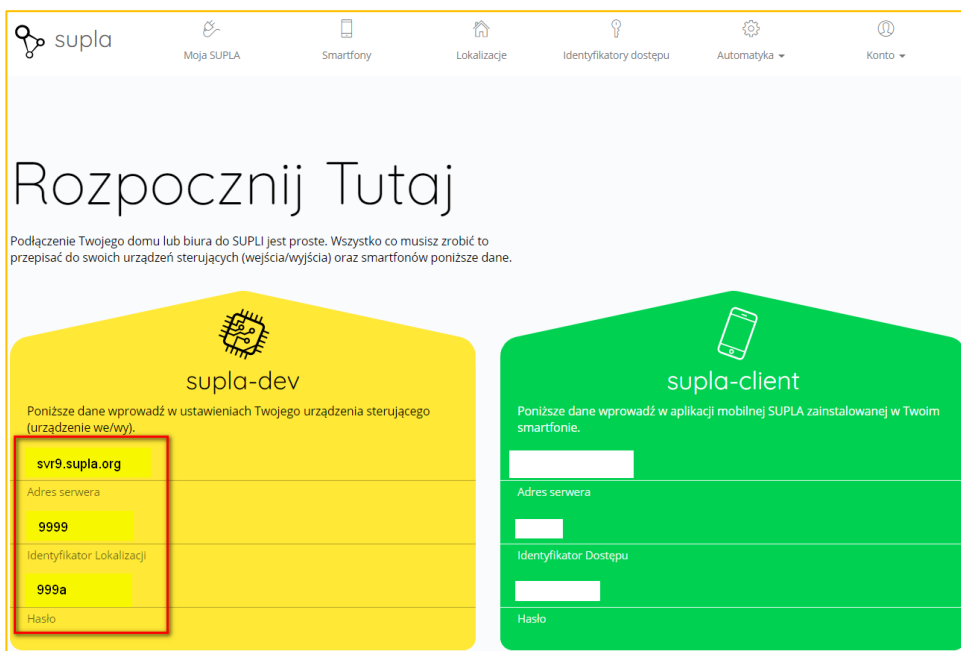 supla
Moja SUPLA
Smartfony
Lokalizacje
Identyfikatory dostępu
Automatyka
Konto
Rozpocznij Tutaj
Podłączenie Twojego domu lub biura do SUPLI jest proste. Wszystko co musisz zrobić to
przepisać do swoich urządzeń sterujących (wejścia/wyjścia) oraz smartfonów poniższe dane.
supla-dev
Poniższe dane wprowadź w ustawieniach Twojego urządzenia sterującego
(urządzenie we/wy).
svr9.supla.org
Adres serwera
9999
Identyfikator Lokalizacji
999a
Hasło
supla-client
Poniższe dane wprowadź w aplikacji mobilnej SUPLA zainstalowanej w Twoim
smartfonie.
Adres serwera
Identyfikator Dostępu
Hasło